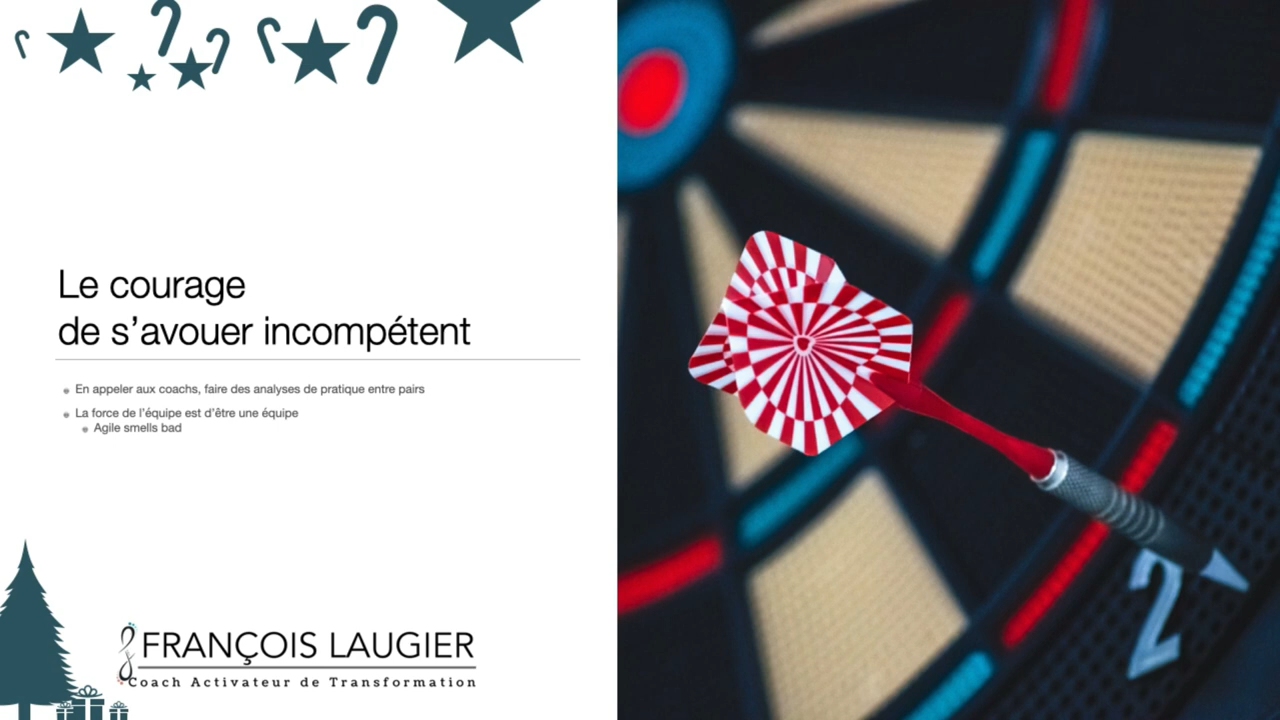 Le courage
de s’avouer incompétent
En appeler aux coachs, faire des analyses de pratique entre pairs
La force de l’équipe est d’être une équipe
Agile smells bad
FRANÇOIS LAUGIER
Coach Activateur de Transformation
2